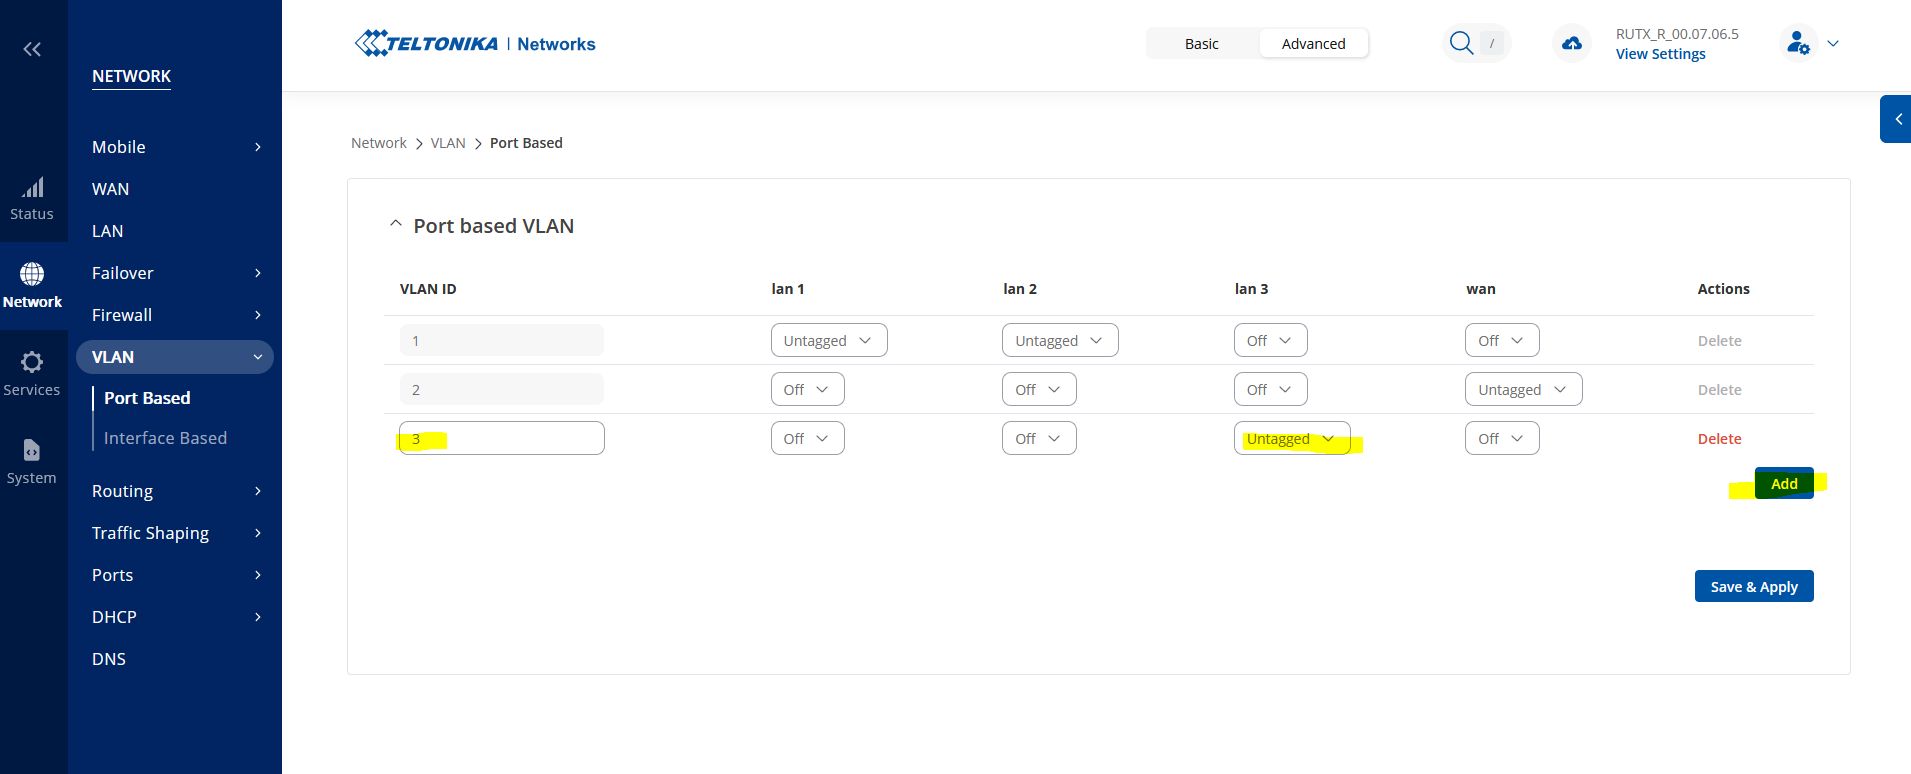 TELTONIKA | Networks
Basic
Advanced
/
RUTX_R_00.07.06.5
View Settings
Status
Network
Services
System
NETWORK
Mobile
WAN
LAN
Failover
Firewall
VLAN
Port Based
Interface Based
Routing
Traffic Shaping
Ports
DHCP
DNS
Network > VLAN > Port Based
Port based VLAN
VLAN ID lan 1 lan 2 lan 3 wan Actions
1 Untagged Untagged Off Off Delete
2 Off Off Off Untagged Delete
3 Off Off Untagged Off Delete
Add
Save & Apply